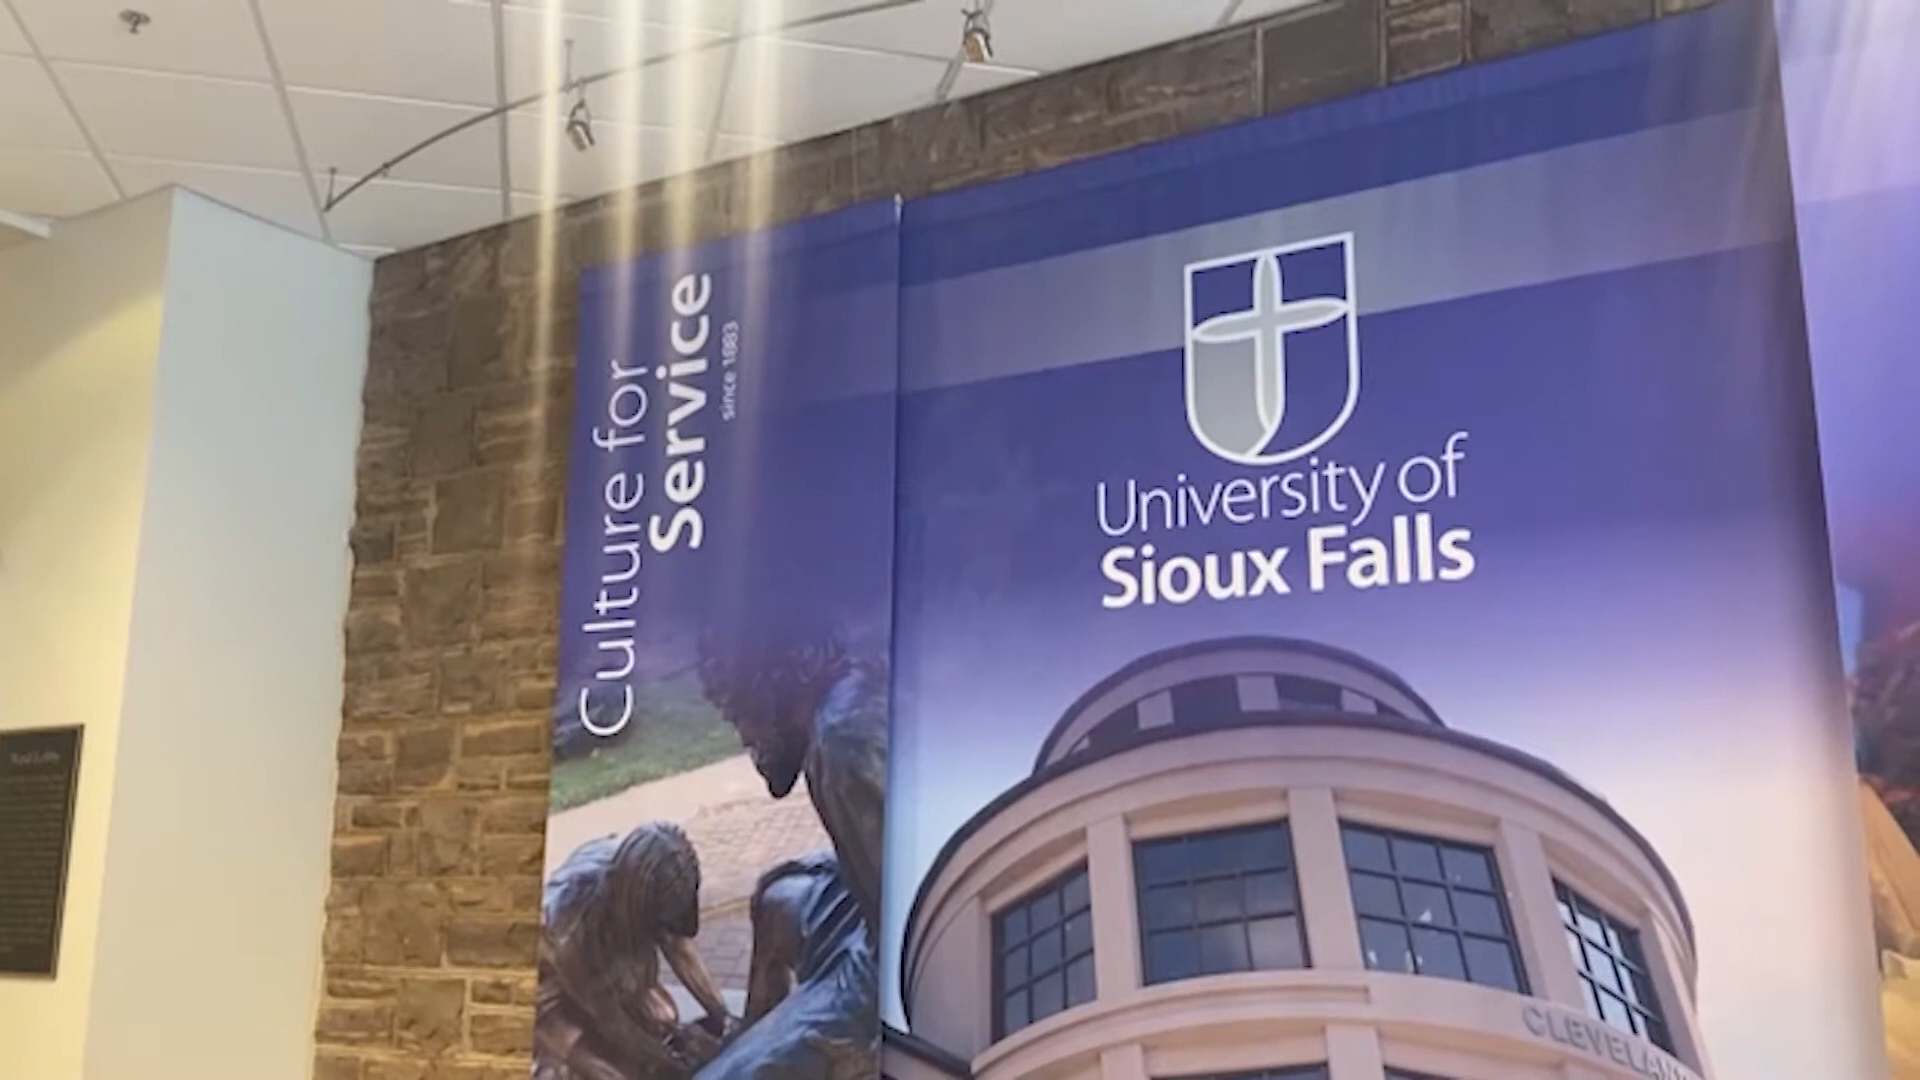 Culture for
Service
since 1883
University of
Sioux Falls